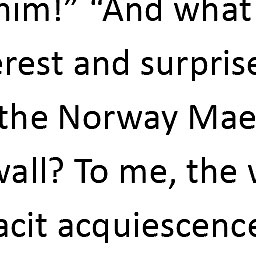 him!” “And what
erest and surprise
the Norway Mae
wall? To me, the w
acit acquiescence